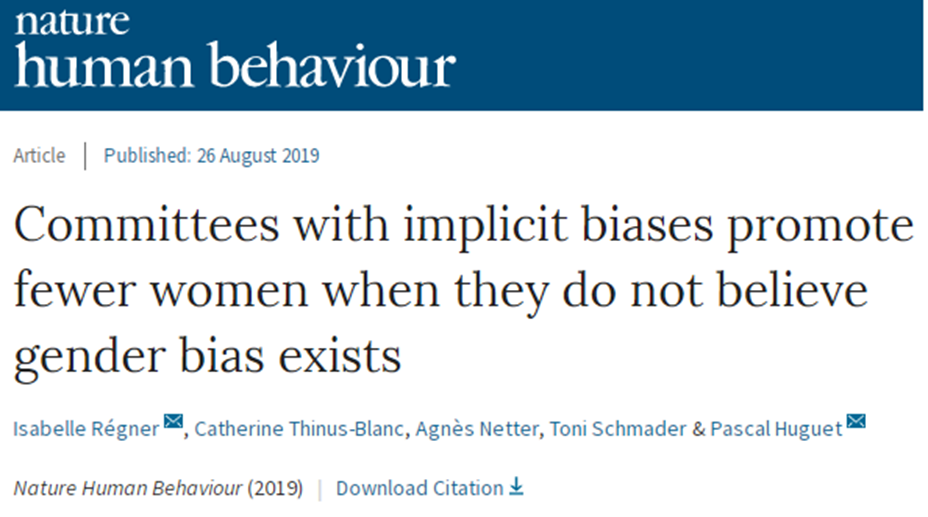 nature
human behaviour
Article | Published: 26 August 2019
Committees with implicit biases promote
fewer women when they do not believe
gender bias exists
Isabelle Régner, Catherine Thinus-Blanc, Agnès Netter, Toni Schmader & Pascal Huguet
Nature Human Behaviour (2019) | Download Citation